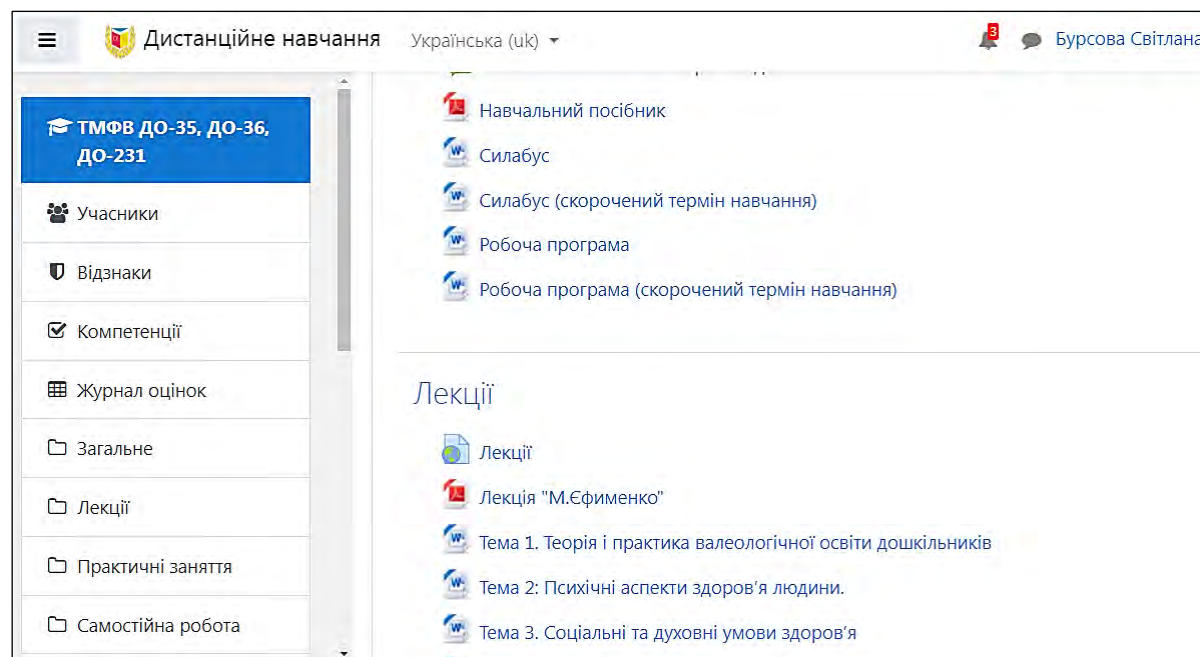 Дистанційне навчання Українська (uk) 3 Бурсова Світлана
ТМФВ ДО-35, ДО-36,
ДО-231
Учасники
Відзнаки
Компетенції
Журнал оцінок
Загальне
Лекції
Практичні заняття
Самостійна робота
Навчальний посібник
Силабус
Силабус (скорочений термін навчання)
Робоча програма
Робоча програма (скорочений термін навчання)
Лекції
Лекції
Лекція "М.Єфименко"
Тема 1. Теорія і практика валеологічної освіти дошкільників
Тема 2: Психічні аспекти здоров’я людини.
Тема 3. Соціальні та духовні умови здоров’я